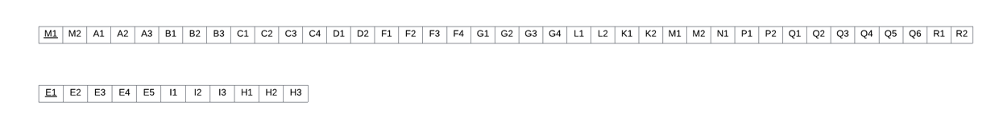 M1 M2 A1 A2 A3 B1 B2 B3 C1 C2 C3 C4 D1 D2 F1 F2 F3 F4 G1 G2 G3 G4 L1 L2 K1 K2 M1 M2 N1 P1 P2 Q1 Q2 Q3 Q4 Q5 Q6 R1 R2
E1 E2 E3 E4 E5 I1 I2 I3 H1 H2 H3